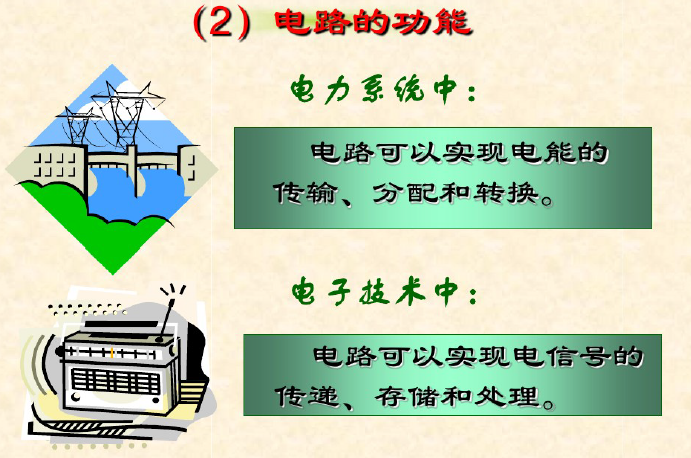 (2) 电路的功能
电力系统中：
电路可以实现电能的
传输、分配和转换。
电子技术中：
电路可以实现电信号的
传递、存储和处理。